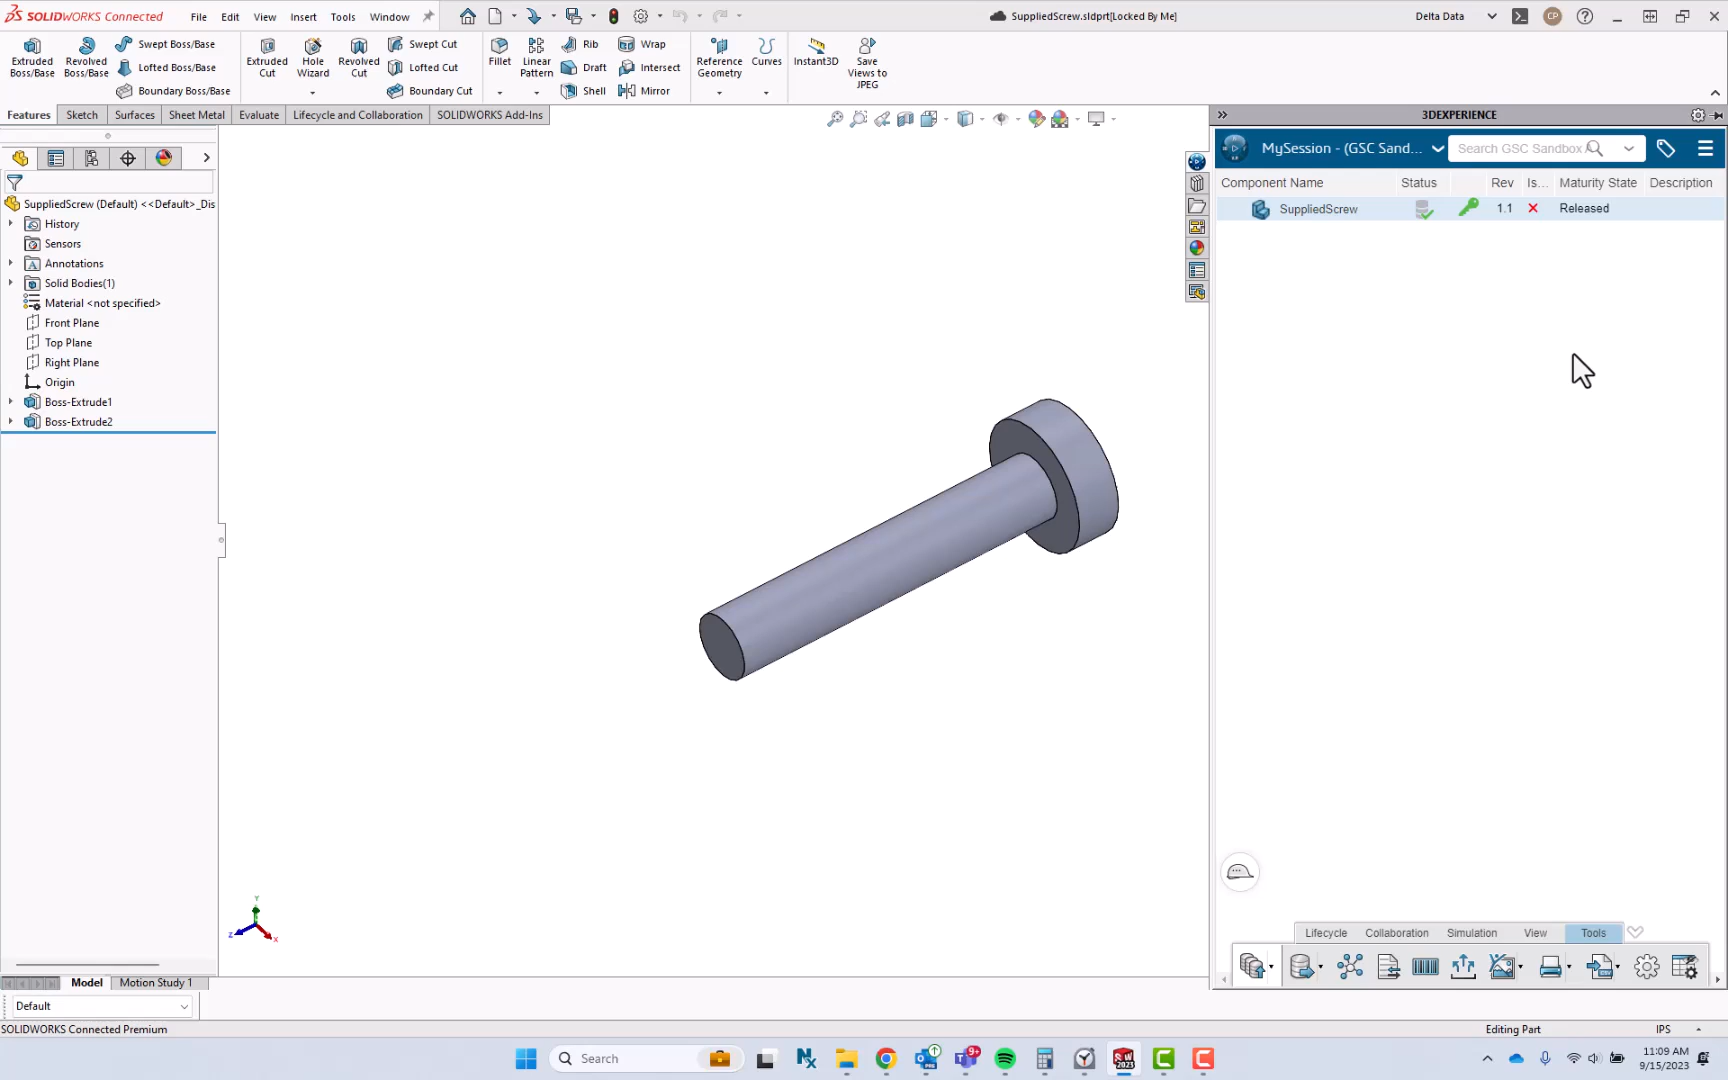 SOLIDWORKS Connected File Edit View Insert Tools Window SuppliedScrew.sldprt[Locked By Me] Delta Data CP
Extruded Boss/Base
Revolved Boss/Base
Swept Boss/Base
Lofted Boss/Base
Boundary Boss/Base
Extruded Cut
Hole Wizard
Revolved Cut
Swept Cut
Lofted Cut
Boundary Cut
Fillet
Linear Pattern
Rib
Draft
Shell
Wrap
Intersect
Mirror
Reference Geometry
Curves
Instant3D
Save Views to JPEG
Features Sketch Surfaces Sheet Metal Evaluate Lifecycle and Collaboration SOLIDWORKS Add-Ins
SuppliedScrew (Default) <<Default>_Dis
History
Sensors
Annotations
Solid Bodies(1)
Material <not specified>
Front Plane
Top Plane
Right Plane
Origin
Boss-Extrude1
Boss-Extrude2
3DEXPERIENCE
MySession - (GSC Sand... Search GSC Sandbox
Component Name Status Rev Is... Maturity State Description
SuppliedScrew 1.1 Released
Y
Z X
Lifecycle Collaboration Simulation View Tools
Model Motion Study 1
Default
SOLIDWORKS Connected Premium Editing Part IPS
Search
9+
2023
11:09 AM
9/15/2023